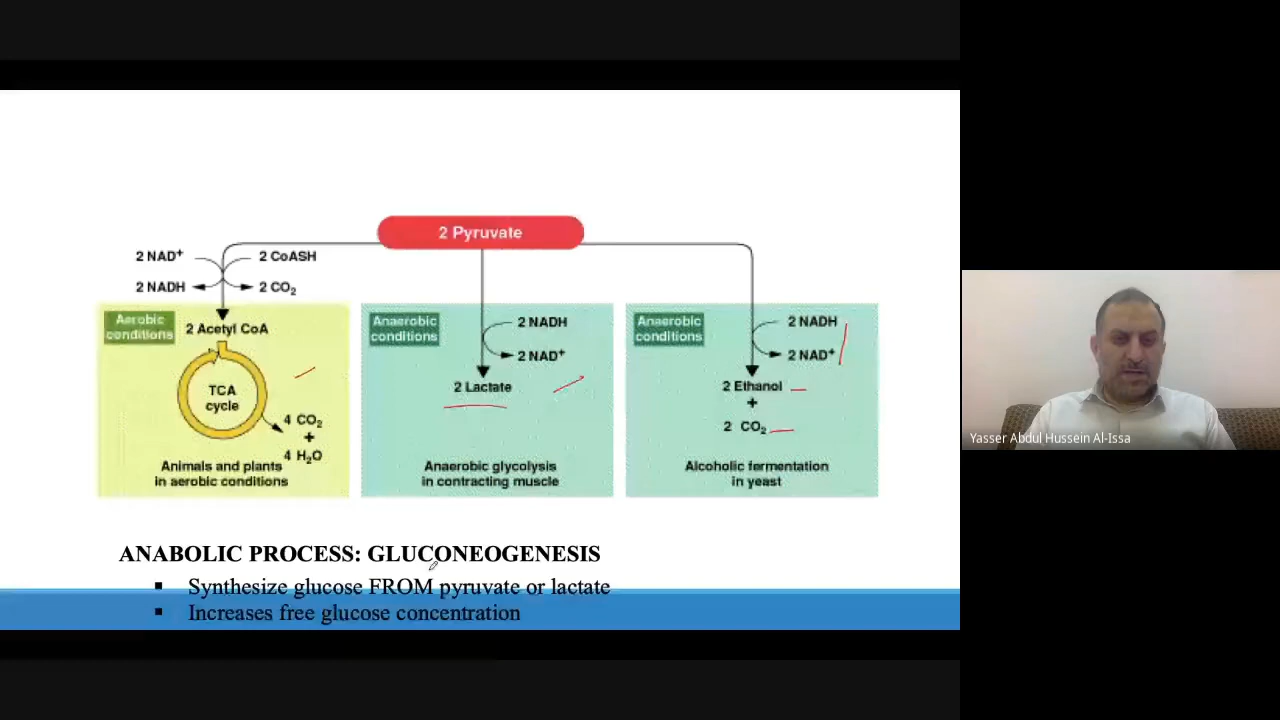 2 Pyruvate
2 NAD⁺
2 CoASH
2 NADH
2 CO₂
Aerobic
conditions
2 Acetyl CoA
TCA
cycle
4 CO₂
+
4 H₂O
Animals and plants
in aerobic conditions
Anaerobic
conditions
2 NADH
2 NAD⁺
2 Lactate
Anaerobic glycolysis
in contracting muscle
Anaerobic
conditions
2 NADH
2 NAD⁺
2 Ethanol
+
2 CO₂
Alcoholic fermentation
in yeast
ANABOLIC PROCESS: GLUCONEOGENESIS
▪ Synthesize glucose FROM pyruvate or lactate
▪ Increases free glucose concentration
Yasser Abdul Hussein Al-Issa